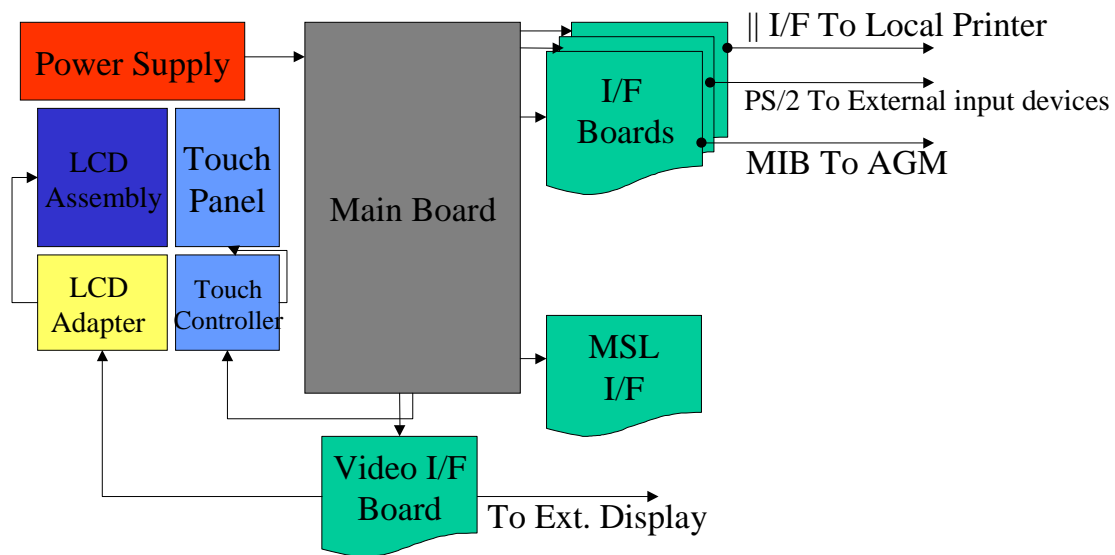 Power Supply
LCD
Assembly
Touch
Panel
LCD
Adapter
Touch
Controller
Main Board
I/F
Boards
|| I/F To Local Printer
PS/2 To External input devices
MIB To AGM
MSL
I/F
Video I/F
Board
To Ext. Display